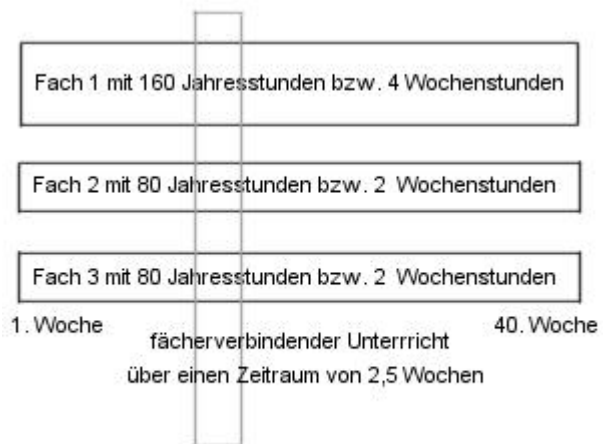 Fach 1 mit 160 Jahresstunden bzw. 4 Wochenstunden
Fach 2 mit 80 Jahresstunden bzw. 2 Wochenstunden
Fach 3 mit 80 Jahresstunden bzw. 2 Wochenstunden
1. Woche
40. Woche
fächerverbindender Unterrricht
über einen Zeitraum von 2,5 Wochen